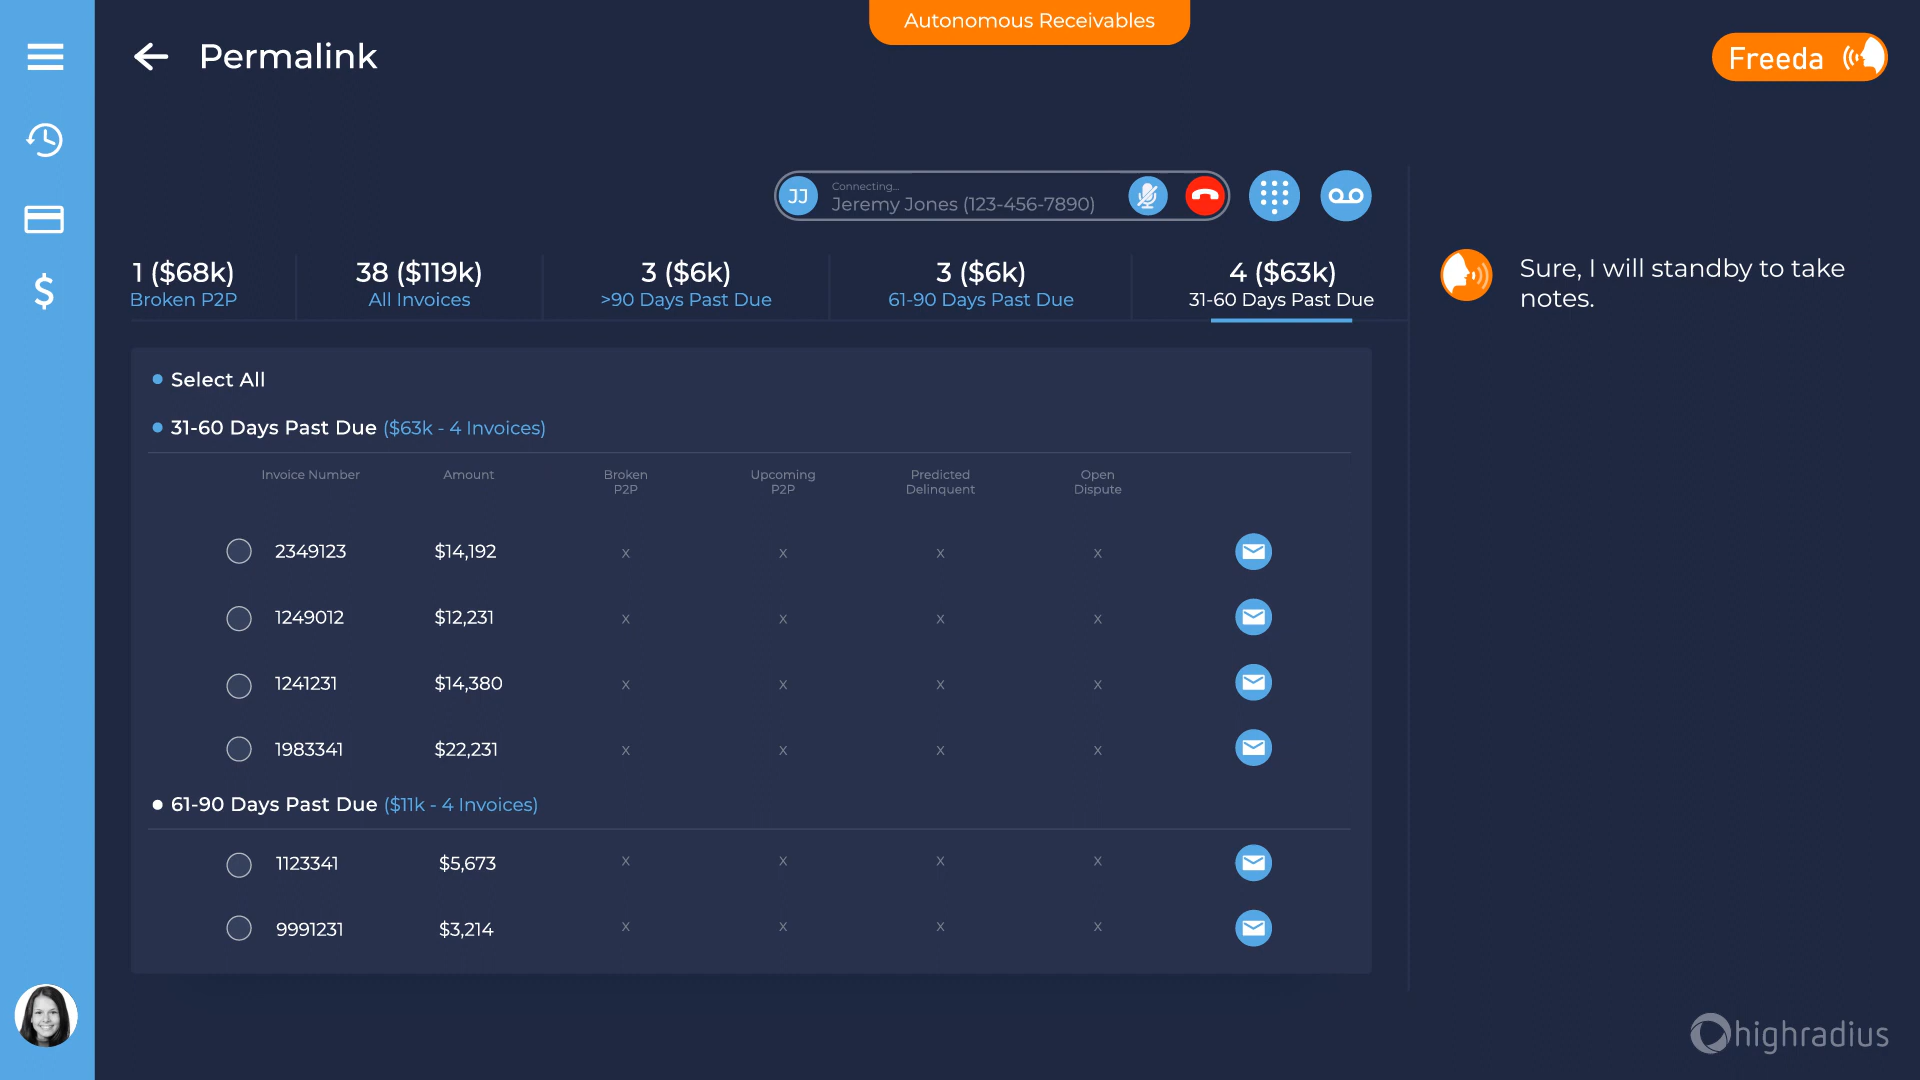 Autonomous Receivables
Permalink
Freeda
Connecting...
JJ
Jeremy Jones (123-456-7890)
1 ($68k)
Broken P2P
38 ($119k)
All Invoices
3 ($6k)
>90 Days Past Due
3 ($6k)
61-90 Days Past Due
4 ($63k)
31-60 Days Past Due
Sure, I will standby to take
notes.
Select All
31-60 Days Past Due ($63k - 4 Invoices)
Invoice Number
Amount
Broken
P2P
Upcoming
P2P
Predicted
Delinquent
Open
Dispute
2349123 $14,192 x x x x
1249012 $12,231 x x x x
1241231 $14,380 x x x x
1983341 $22,231 x x x x
61-90 Days Past Due ($11k - 4 Invoices)
1123341 $5,673 x x x x
9991231 $3,214 x x x x
highradius